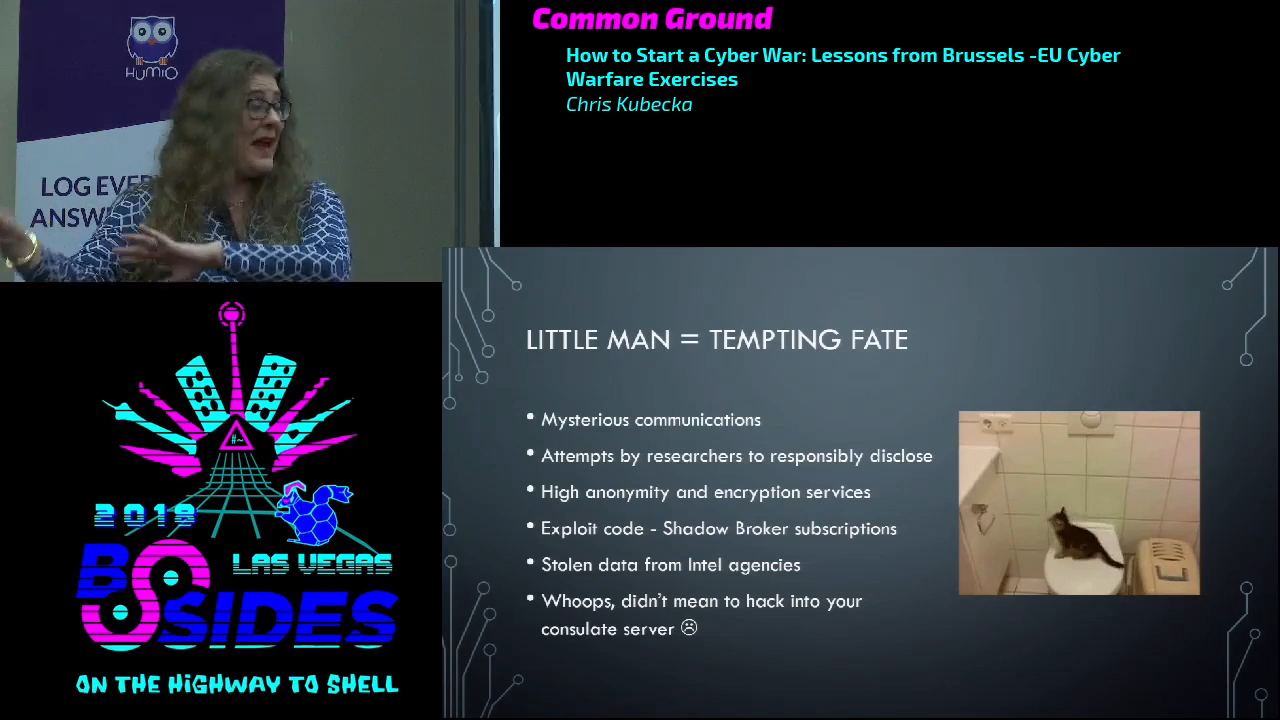 Common Ground
How to Start a Cyber War: Lessons from Brussels -EU Cyber
Warfare Exercises
Chris Kubecka
HUMIO
LOG EVE
ANSW
LITTLE MAN = TEMPTING FATE
• Mysterious communications
• Attempts by researchers to responsibly disclose
• High anonymity and encryption services
• Exploit code - Shadow Broker subscriptions
• Stolen data from Intel agencies
• Whoops, didn't mean to hack into your
consulate server ☹
#~
2019
LAS VEGAS
BSIDES
ON THE HIGHWAY TO SHELL